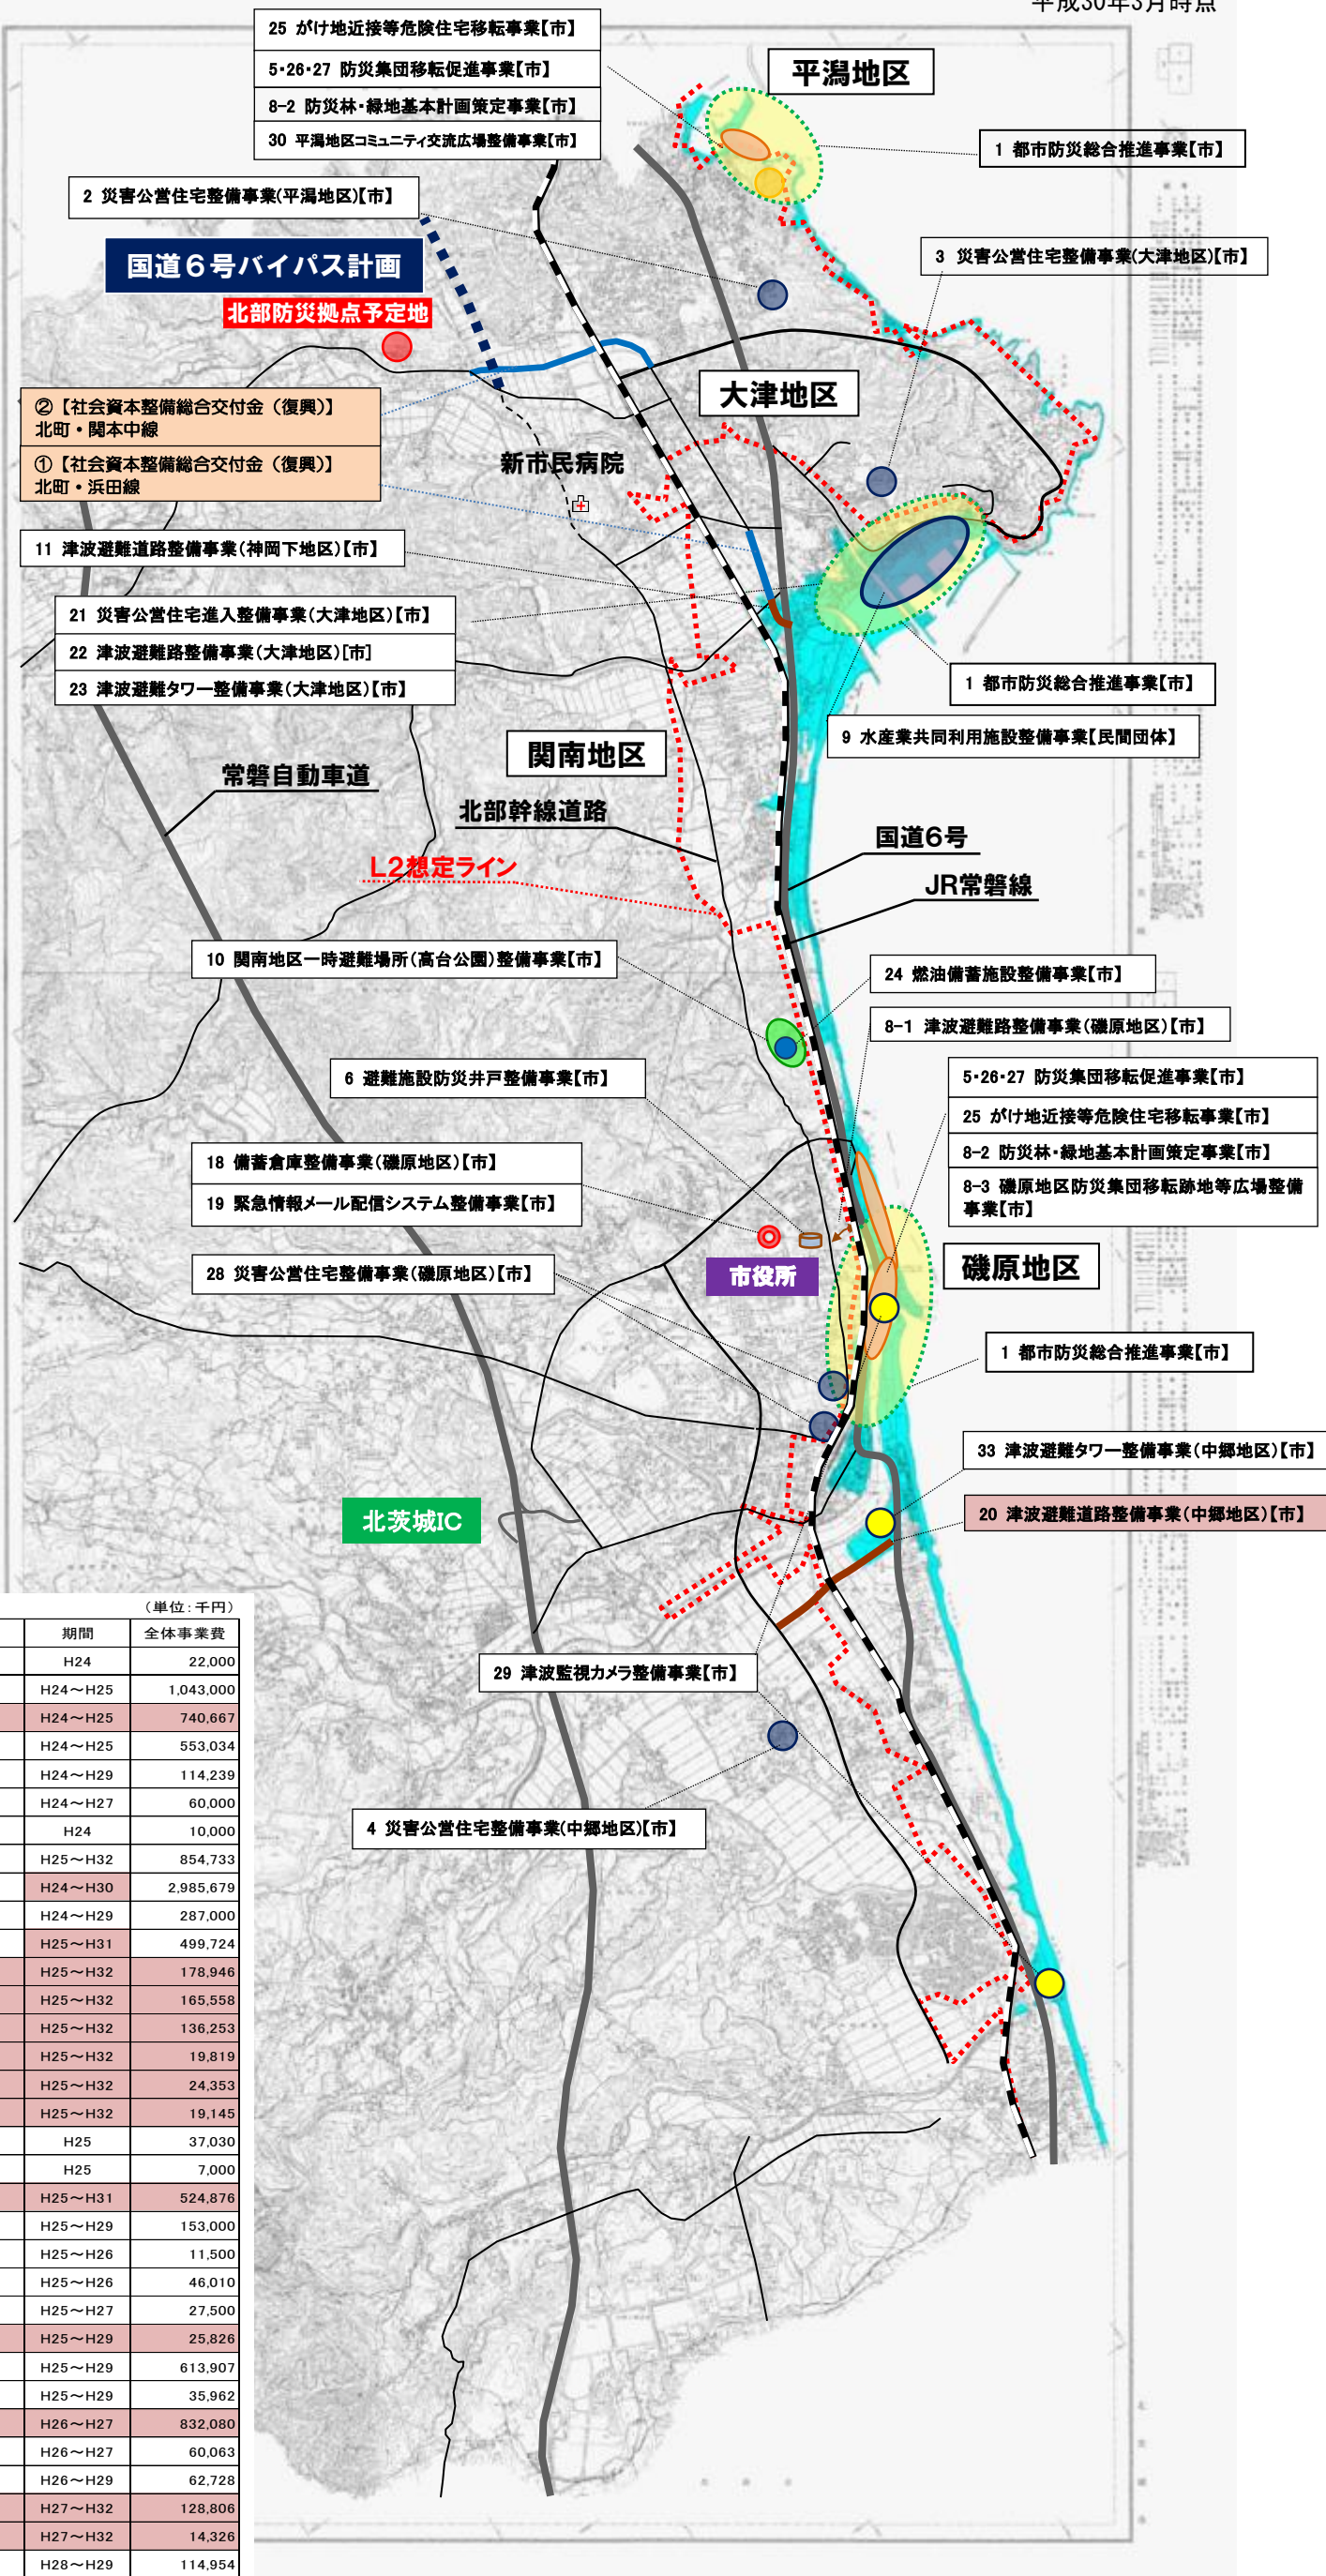 平成30年3月時点
25 がけ地近接等危険住宅移転事業【市】
5・26・27 防災集団移転促進事業【市】
8-2 防災林・緑地基本計画策定事業【市】
30 平潟地区コミュニティ交流広場整備事業【市】
平潟地区
1 都市防災総合推進事業【市】
2 災害公営住宅整備事業(平潟地区)【市】
国道6号バイパス計画
北部防災拠点予定地
3 災害公営住宅整備事業(大津地区)【市】
大津地区
②【社会資本整備総合交付金（復興）】
北町・関本中線
①【社会資本整備総合交付金（復興）】
北町・浜田線
新市民病院
11 津波避難道路整備事業(神岡下地区)【市】
21 災害公営住宅進入整備事業(大津地区)【市】
22 津波避難路整備事業(大津地区)[市]
23 津波避難タワー整備事業(大津地区)【市】
1 都市防災総合推進事業【市】
9 水産業共同利用施設整備事業【民間団体】
関南地区
常磐自動車道
北部幹線道路
国道6号
L2想定ライン
JR常磐線
10 関南地区一時避難場所(高台公園)整備事業【市】
24 燃油備蓄施設整備事業【市】
8-1 津波避難路整備事業(磯原地区)【市】
6 避難施設防災井戸整備事業【市】
5・26・27 防災集団移転促進事業【市】
25 がけ地近接等危険住宅移転事業【市】
8-2 防災林・緑地基本計画策定事業【市】
8-3 磯原地区防災集団移転跡地等広場整備
事業【市】
18 備蓄倉庫整備事業(磯原地区)【市】
19 緊急情報メール配信システム整備事業【市】
28 災害公営住宅整備事業(磯原地区)【市】
市役所
磯原地区
1 都市防災総合推進事業【市】
33 津波避難タワー整備事業(中郷地区)【市】
20 津波避難道路整備事業(中郷地区)【市】
北茨城IC
29 津波監視カメラ整備事業【市】
4 災害公営住宅整備事業(中郷地区)【市】
（単位：千円）
期間 全体事業費
H24 22,000
H24～H25 1,043,000
H24～H25 740,667
H24～H25 553,034
H24～H29 114,239
H24～H27 60,000
H24 10,000
H25～H32 854,733
H24～H30 2,985,679
H24～H29 287,000
H25～H31 499,724
H25～H32 178,946
H25～H32 165,558
H25～H32 136,253
H25～H32 19,819
H25～H32 24,353
H25～H32 19,145
H25 37,030
H25 7,000
H25～H31 524,876
H25～H29 153,000
H25～H26 11,500
H25～H26 46,010
H25～H27 27,500
H25～H29 25,826
H25～H29 613,907
H25～H29 35,962
H26～H27 832,080
H26～H27 60,063
H26～H29 62,728
H27～H32 128,806
H27～H32 14,326
H28～H29 114,954